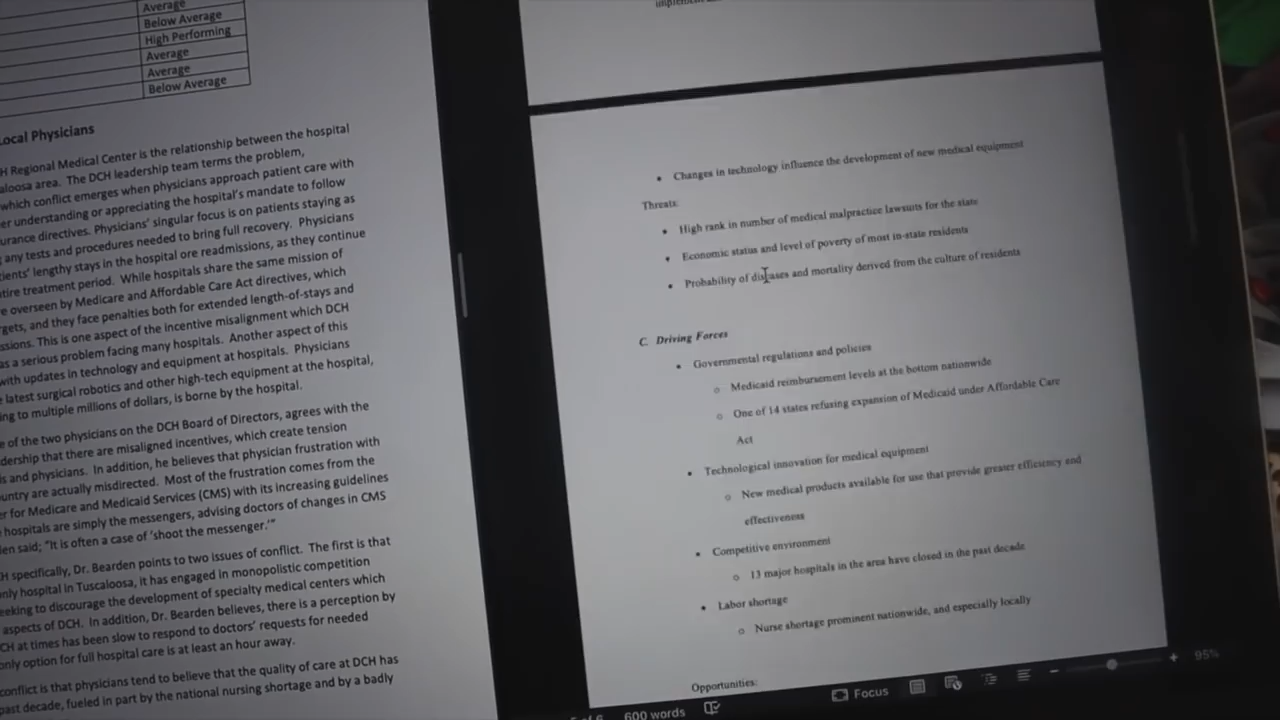 Average
Below Average
High Performing
Average
Average
Below Average
Local Physicians
H Regional Medical Center is the relationship between the hospital
aloosa area. The DCH leadership team terms the problem,
which conflict emerges when physicians approach patient care with
er understanding or appreciating the hospital's mandate to follow
urance directives. Physicians' singular focus is on patients staying as
any tests and procedures needed to bring full recovery. Physicians
ients' lengthy stays in the hospital ore readmissions, as they continue
tire treatment period. While hospitals share the same mission of
e overseen by Medicare and Affordable Care Act directives, which
rgets, and they face penalties both for extended length-of-stays and
ssions. This is one aspect of the incentive misalignment which DCH
as a serious problem facing many hospitals. Another aspect of this
with updates in technology and equipment at hospitals. Physicians
e latest surgical robotics and other high-tech equipment at the hospital,
ing to multiple millions of dollars, is borne by the hospital.
e of the two physicians on the DCH Board of Directors, agrees with the
dership that there are misaligned incentives, which create tension
s and physicians. In addition, he believes that physician frustration with
untry are actually misdirected. Most of the frustration comes from the
er for Medicare and Medicaid Services (CMS) with its increasing guidelines
e hospitals are simply the messengers, advising doctors of changes in CMS
len said; "It is often a case of 'shoot the messenger.'"
H specifically, Dr. Bearden points to two issues of conflict. The first is that
only hospital in Tuscaloosa, it has engaged in monopolistic competition
eeking to discourage the development of specialty medical centers which
aspects of DCH. In addition, Dr. Bearden believes, there is a perception by
CH at times has been slow to respond to doctors' requests for needed
only option for full hospital care is at least an hour away.
conflict is that physicians tend to believe that the quality of care at DCH has
past decade, fueled in part by the national nursing shortage and by a badly
• Changes in technology influence the development of new medical equipment
Threats:
• High rank in number of medical malpractice lawsuits for the state
• Economic status and level of poverty of most in-state residents
• Probability of diseases and mortality derived from the culture of residents
C. Driving Forces
• Governmental regulations and policies
o Medicaid reimbursement levels at the bottom nationwide
o One of 14 states refusing expansion of Medicaid under Affordable Care
Act
• Technological innovation for medical equipment
o New medical products available for use that provide greater efficiency and
effectiveness
• Competitive environment
o 13 major hospitals in the area have closed in the past decade
• Labor shortage
o Nurse shortage prominent nationwide, and especially locally
Opportunities:
600 words
Focus
95%